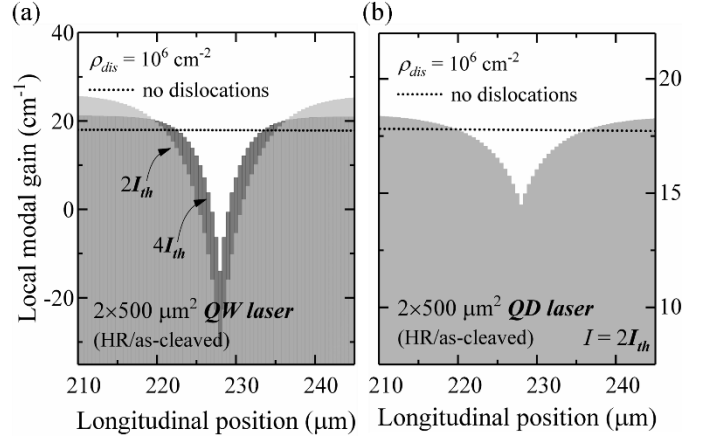 (a)
Local modal gain (cm⁻¹)
40
20
0
-20
ρdis = 10⁶ cm⁻²
no dislocations
2Ith
4Ith
2×500 μm² QW laser
(HR/as-cleaved)
210 220 230 240
Longitudinal position (μm)
(b)
ρdis = 10⁶ cm⁻²
no dislocations
2×500 μm² QD laser
(HR/as-cleaved) I = 2Ith
20
15
10
210 220 230 240
Longitudinal position (μm)